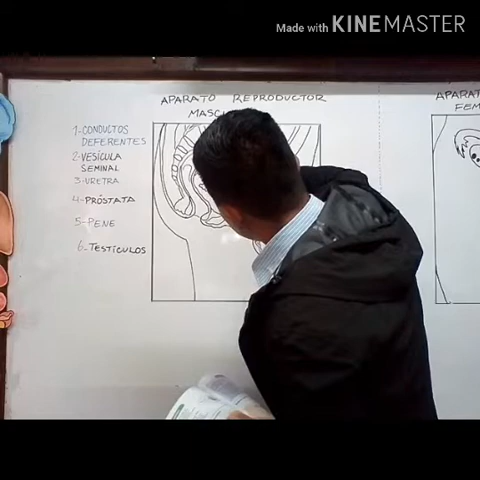 Made with KINEMASTER
APARATO REPRODUCTOR
APARAT
FEM
1-CONDUCTOS
DEFERENTES
2-VESÍCULA
SEMINAL
3-URETRA
4-PRÓSTATA
5-PENE
6-TESTÍCULOS